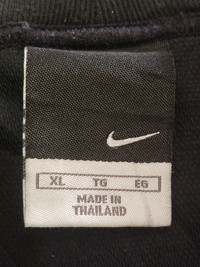 XL TG EG
MADE IN
THAILAND